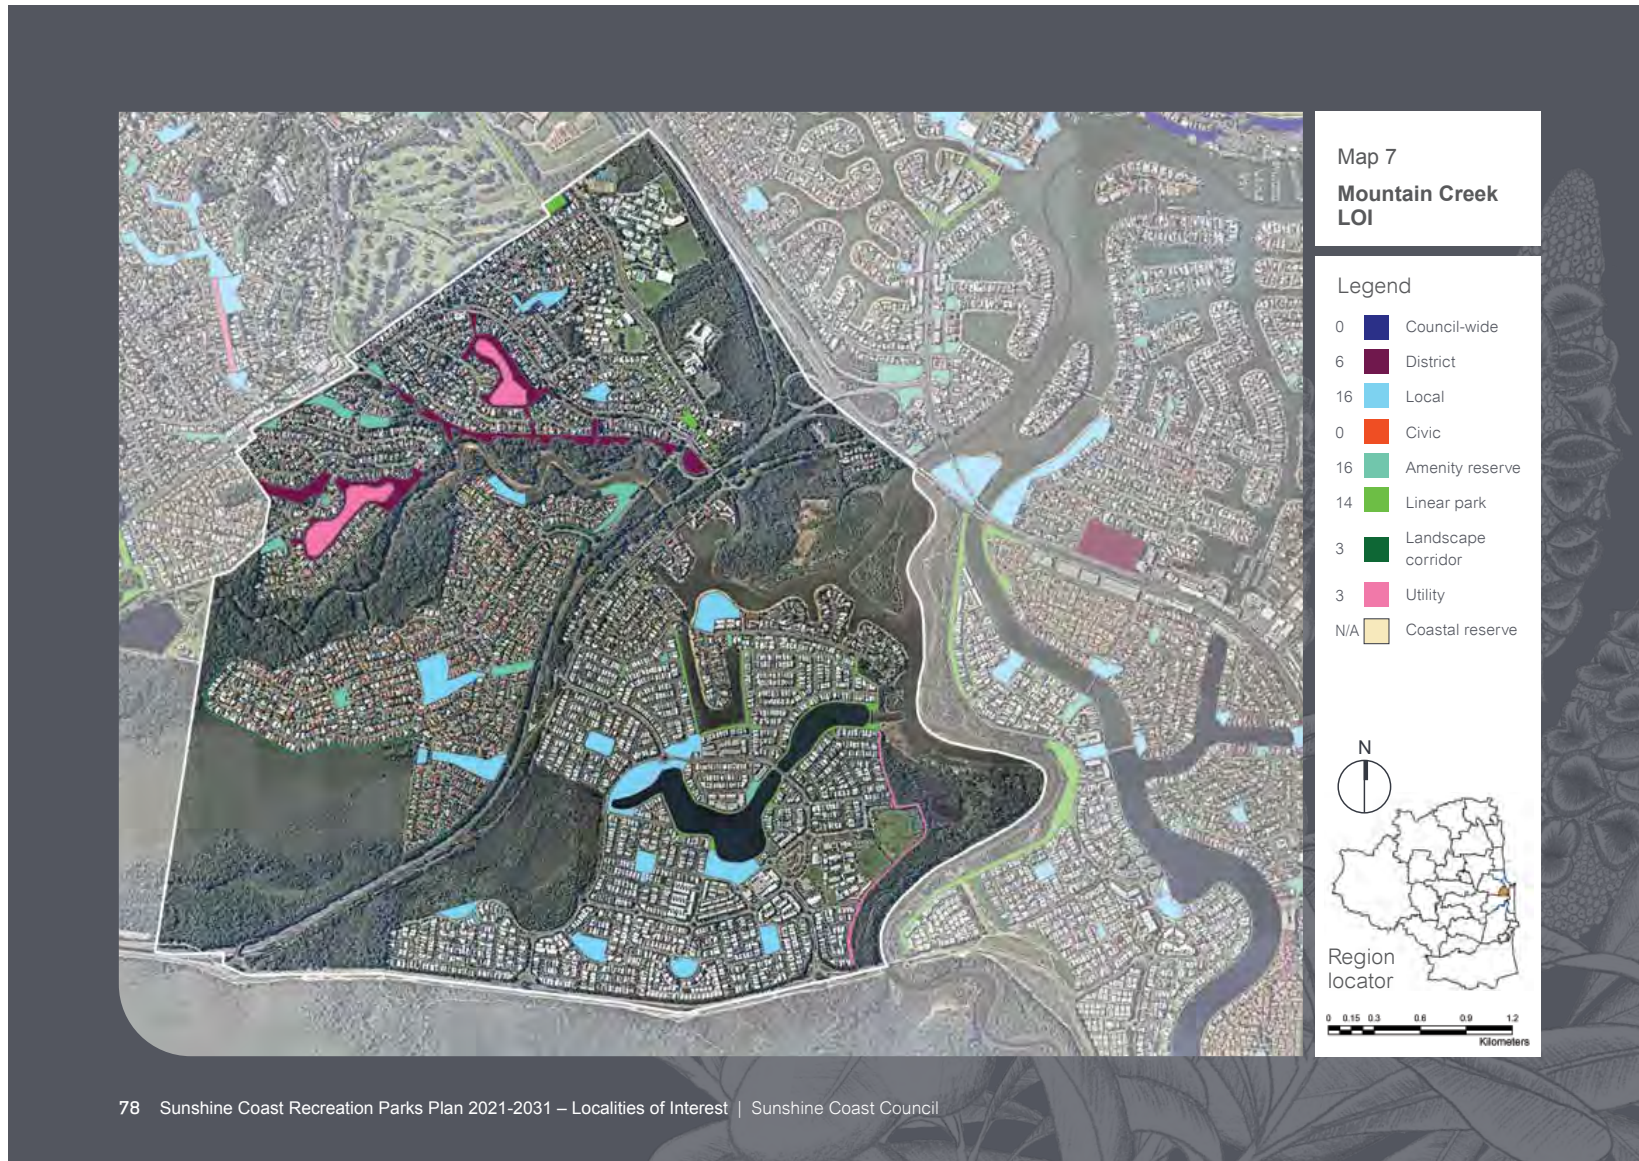 Map 7
Mountain Creek
LOI
Legend
0 Council-wide
6 District
16 Local
0 Civic
16 Amenity reserve
14 Linear park
3 Landscape
corridor
3 Utility
N/A Coastal reserve
N
Region
locator
0 0.15 0.3 0.6 0.9 1.2
Kilometers
78 Sunshine Coast Recreation Parks Plan 2021-2031 – Localities of Interest | Sunshine Coast Council